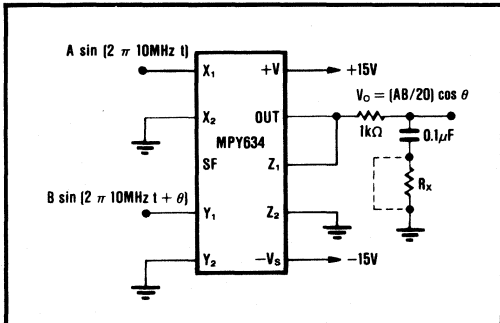 A sin (2 π 10MHz t)
X₁
+V
+15V
V₀ = (AB/20) cos θ
X₂
OUT
1kΩ
0.1μF
MPY634
SF
Z₁
Rₓ
B sin (2 π 10MHz t + θ)
Y₁
Z₂
Y₂
−Vₛ
−15V